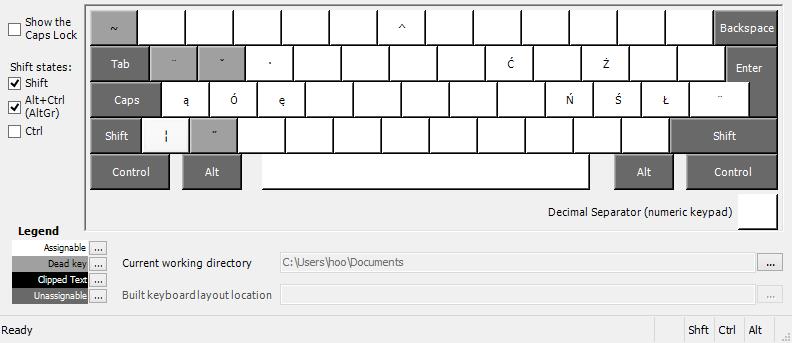 Show the
Caps Lock
Shift states:
Shift
Alt+Ctrl
(AltGr)
Ctrl
~ ^ Backspace
Tab ¨ ˇ · Ć Ż Enter
Caps ą Ó ę Ń Ś Ł ¨
Shift ¦ ˝ Shift
Control Alt Alt Control
Decimal Separator (numeric keypad)
Legend
Assignable ...
Dead key ...
Clipped Text ...
Unassignable ...
Current working directory C:\Users\hoo\Documents ...
Built keyboard layout location ...
Ready Shft Ctrl Alt